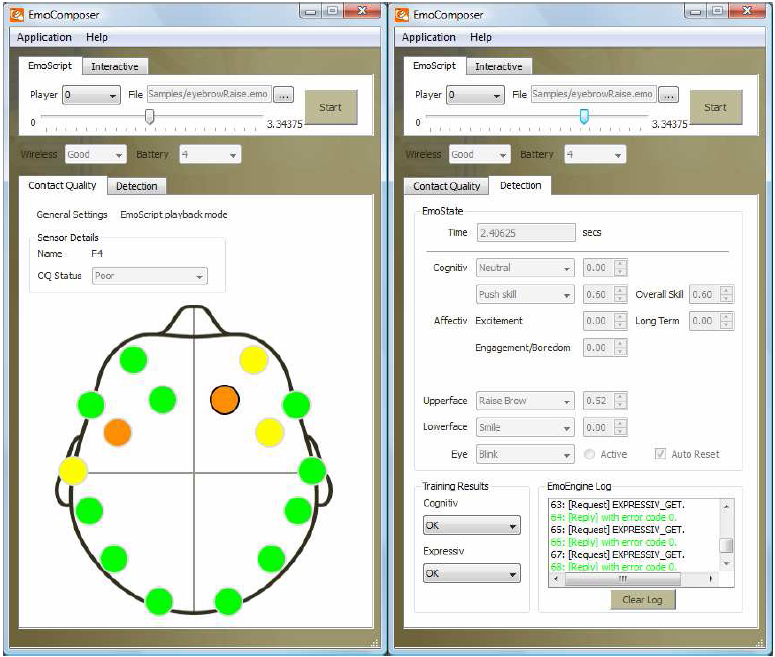 EmoComposer
Application Help
EmoScript Interactive
Player 0 File Samples/eyebrowRaise.emo ... Start
0 3.34375
Wireless Good Battery 4
Contact Quality Detection
General Settings EmoScript playback mode
Sensor Details
Name F4
CQ Status Poor
EmoComposer
Application Help
EmoScript Interactive
Player 0 File Samples/eyebrowRaise.emo ... Start
0 3.34375
Wireless Good Battery 4
Contact Quality Detection
EmoState
Time 2.40625 secs
Cognitiv Neutral 0.00
Push skill 0.60 Overall Skill 0.60
Affectiv Excitement 0.00 Long Term 0.00
Engagement/Boredom 0.00
Upperface Raise Brow 0.52
Lowerface Smile 0.00
Eye Blink Active Auto Reset
Training Results
Cognitiv
OK
Expressiv
OK
EmoEngine Log
63: [Request] EXPRESSIV_GET.
64: [Reply] with error code 0.
65: [Request] EXPRESSIV_GET.
66: [Reply] with error code 0.
67: [Request] EXPRESSIV_GET.
68: [Reply] with error code 0.
Clear Log